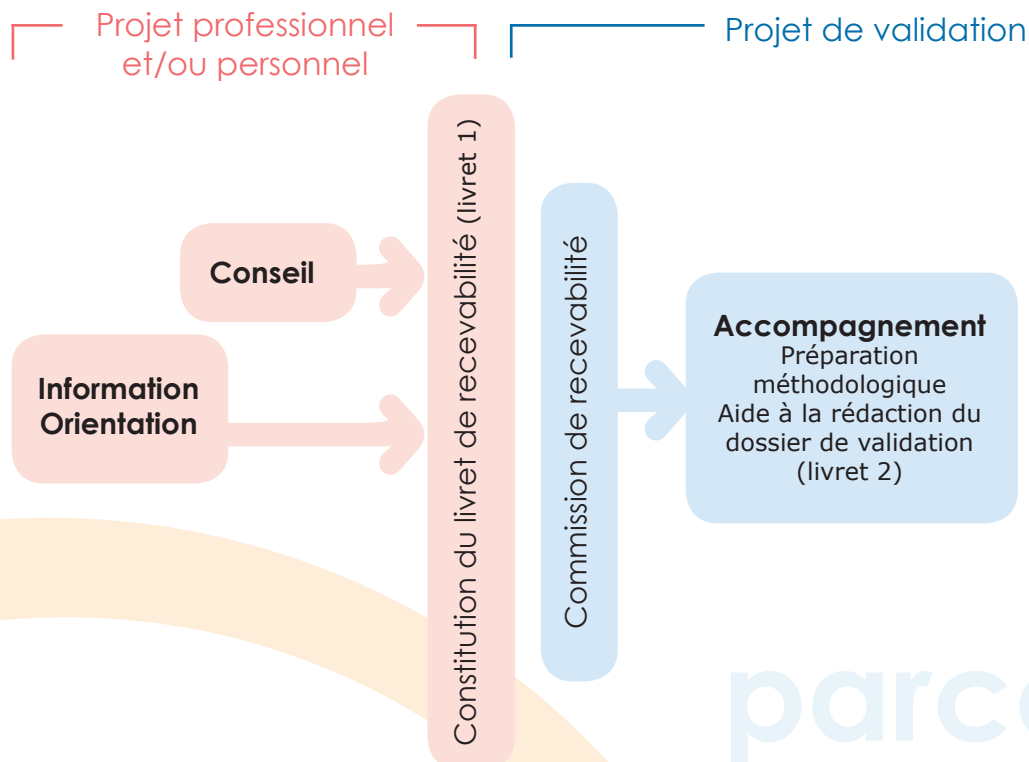 Projet professionnel
et/ou personnel
Projet de validation
Conseil
Information
Orientation
Constitution du livret de recevabilité (livret 1)
Commission de recevabilité
Accompagnement
Préparation
méthodologique
Aide à la rédaction du
dossier de validation
(livret 2)